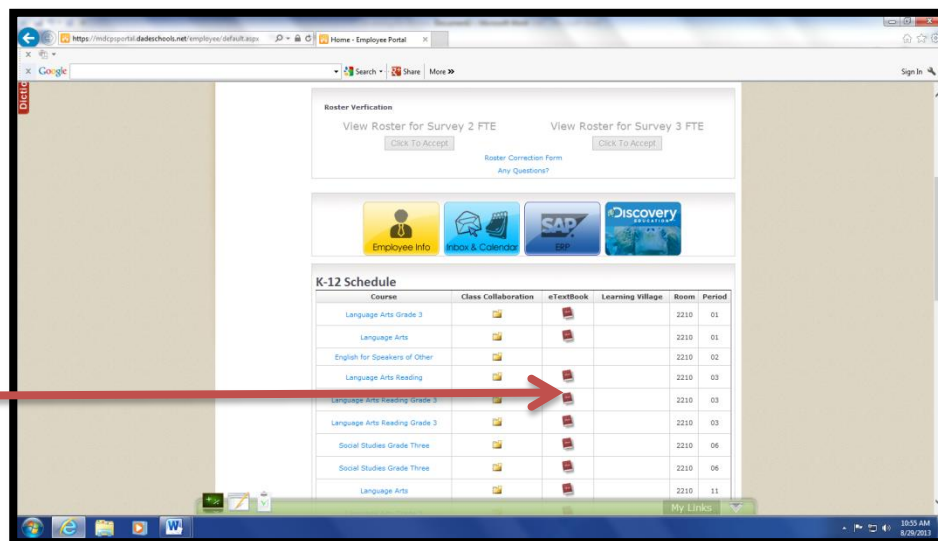 https://mdcpsportal.dadeschools.net/employee/default.aspx
Home - Employee Portal
Google
Search
Share
More »
Sign In
Dictio
Roster Verfication
View Roster for Survey 2 FTE View Roster for Survey 3 FTE
Click To Accept Click To Accept
Roster Correction Form
Any Questions?
Employee Info Inbox & Calendar SAP ERP Discovery EDUCATION
K-12 Schedule
Course Class Collaboration eTextBook Learning Village Room Period
Language Arts Grade 3 2210 01
Language Arts 2210 01
English for Speakers of Other 2210 02
Language Arts Reading 2210 03
Language Arts Reading Grade 3 2210 03
Language Arts Reading Grade 3 2210 03
Social Studies Grade Three 2210 06
Social Studies Grade Three 2210 06
Language Arts 2210 11
My Links
10:55 AM
8/29/2013